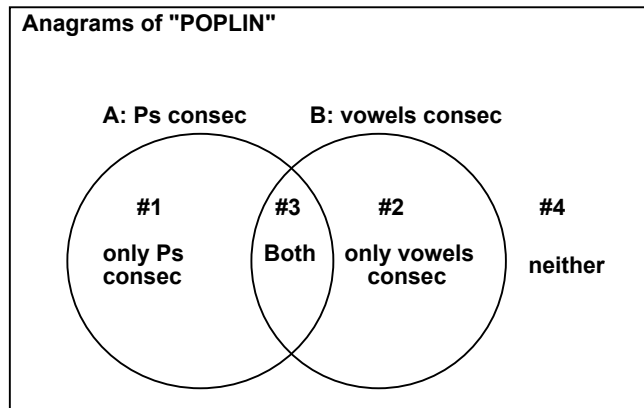 Anagrams of "POPLIN"
A: Ps consec
B: vowels consec
#1
#3
#2
#4
only Ps
consec
Both
only vowels
consec
neither